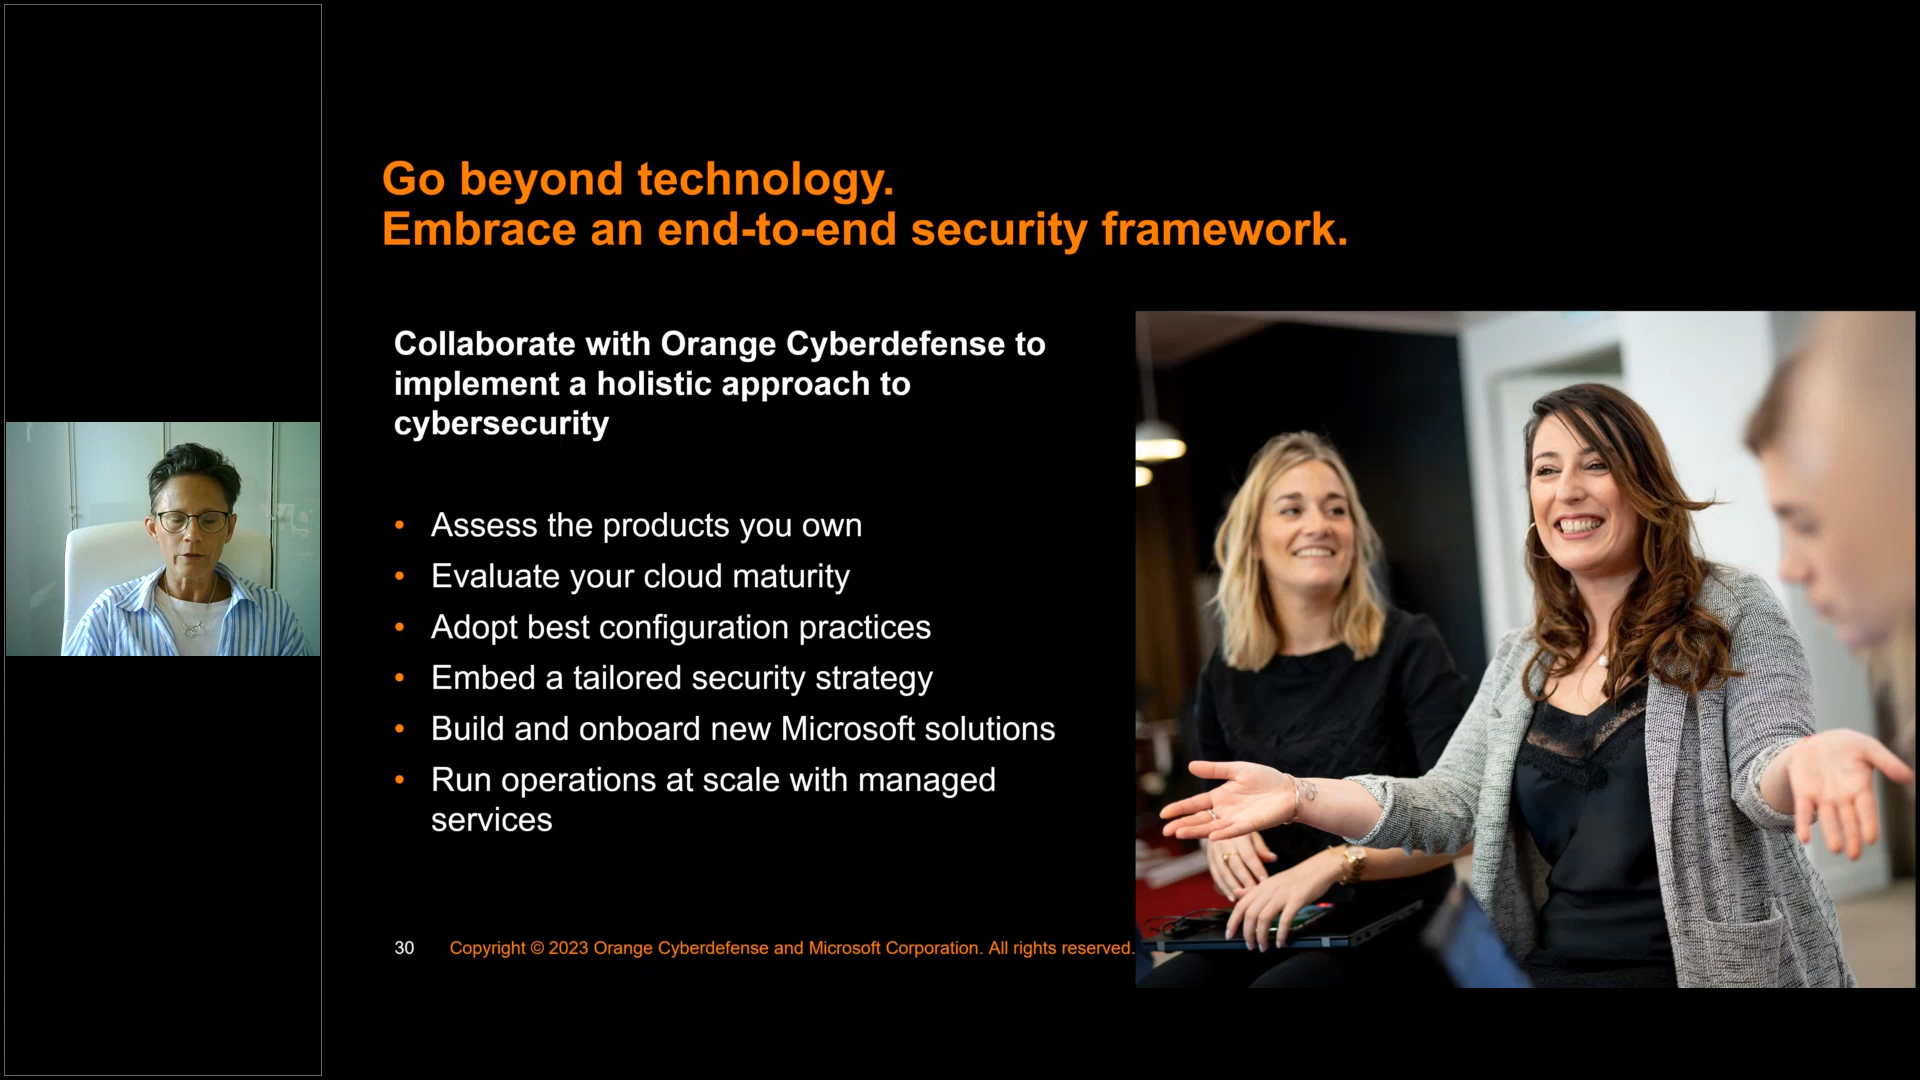 Go beyond technology.
Embrace an end-to-end security framework.
Collaborate with Orange Cyberdefense to
implement a holistic approach to
cybersecurity
• Assess the products you own
• Evaluate your cloud maturity
• Adopt best configuration practices
• Embed a tailored security strategy
• Build and onboard new Microsoft solutions
• Run operations at scale with managed
services
30 Copyright © 2023 Orange Cyberdefense and Microsoft Corporation. All rights reserved.